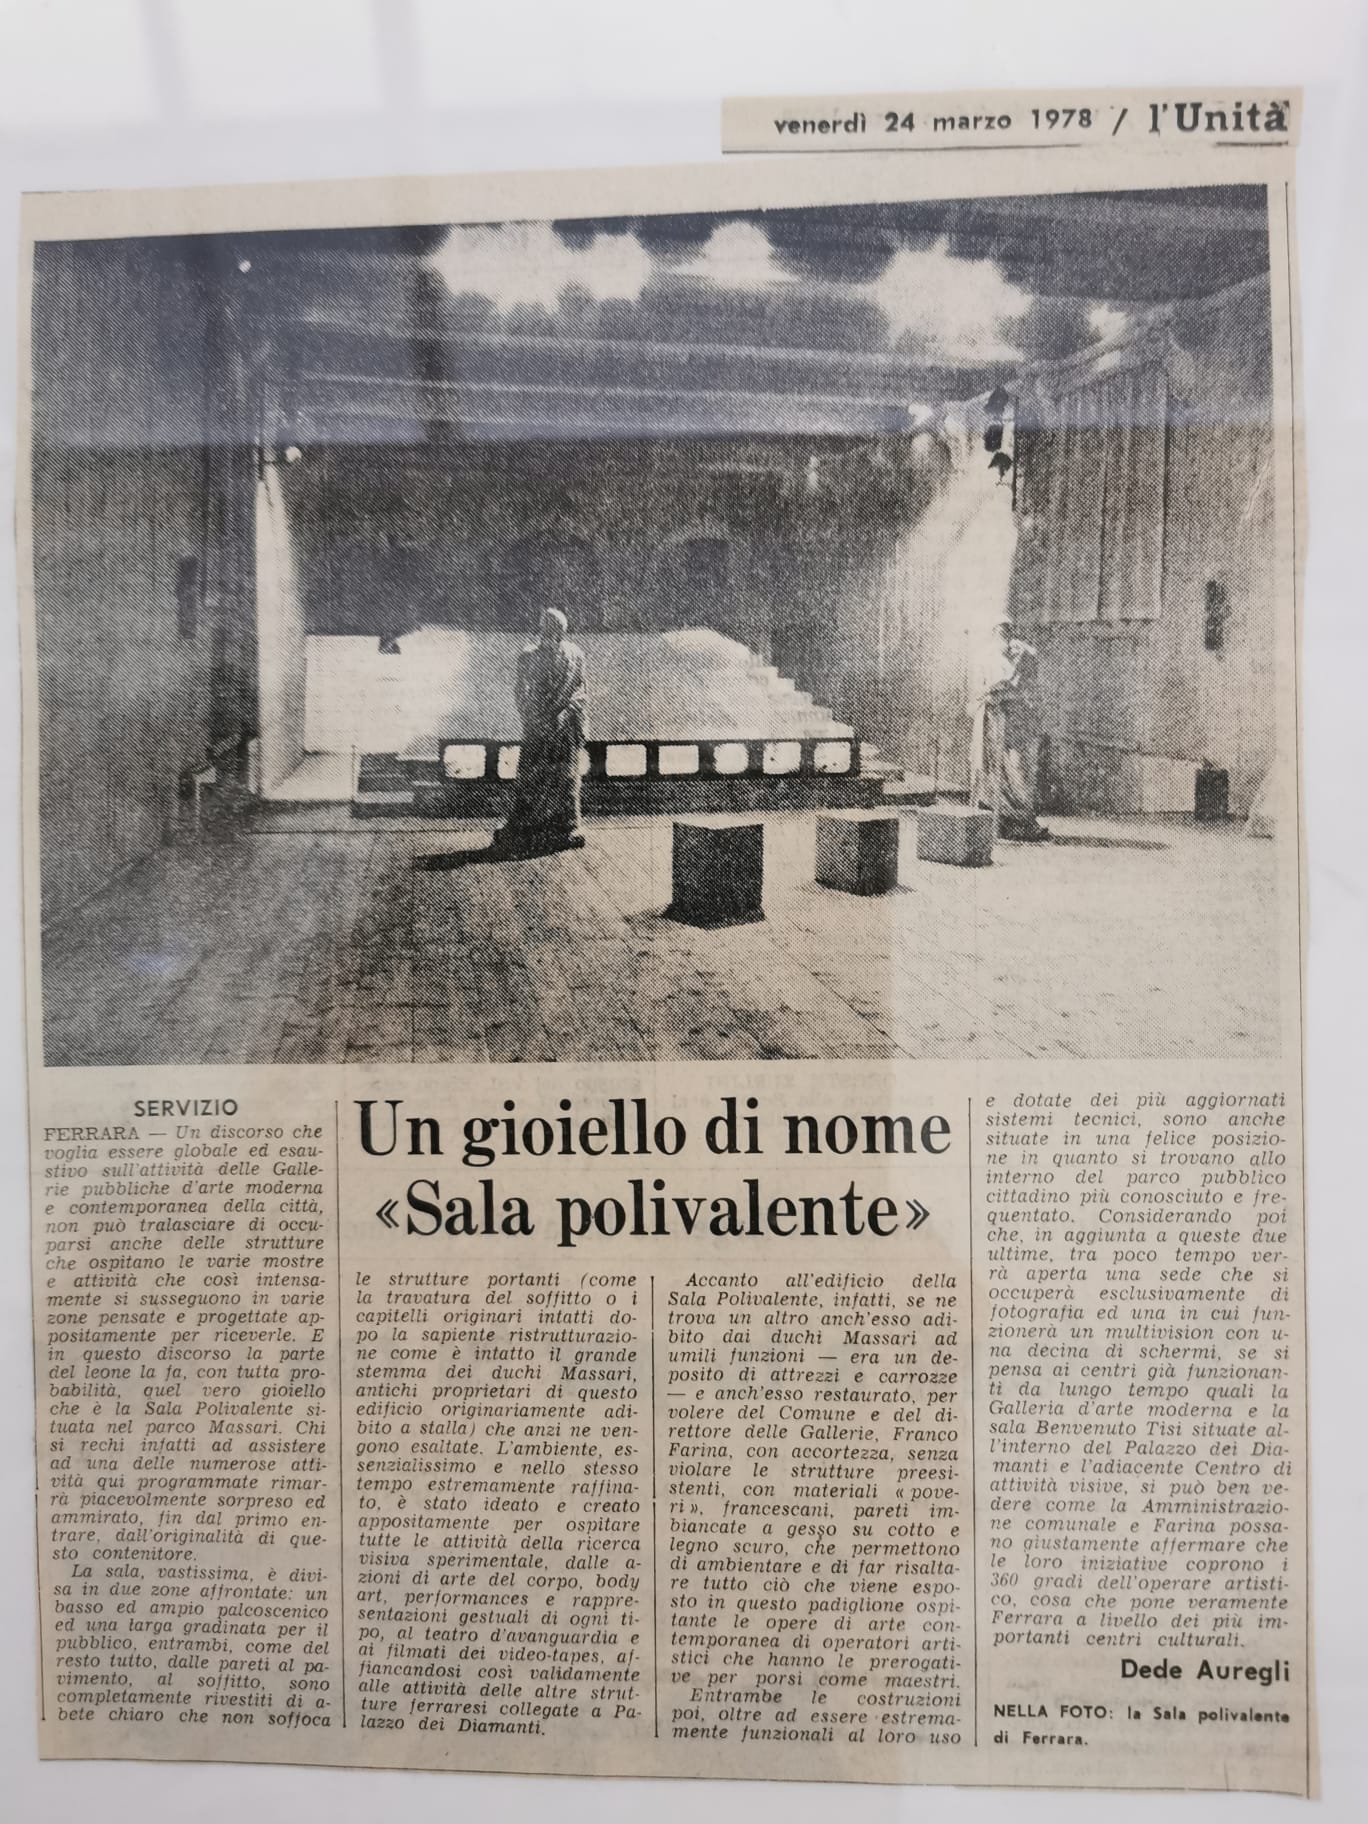 venerdì 24 marzo 1978 / l'Unità
SERVIZIO
FERRARA — Un discorso che
voglia essere globale ed esau-
stivo sull'attività delle Galle-
rie pubbliche d'arte moderna
e contemporanea della città,
non può tralasciare di occu-
parsi anche delle strutture
che ospitano le varie mostre
e attività che così intensa-
mente si susseguono in varie
zone pensate e progettate ap-
positamente per riceverle. E
in questo discorso la parte
del leone la fa, con tutta pro-
babilità, quel vero gioiello
che è la Sala Polivalente si-
tuata nel parco Massari. Chi
si rechi infatti ad assistere
ad una delle numerose atti-
vità qui programmate rimar-
rà piacevolmente sorpreso ed
ammirato, fin dal primo en-
trare, dall'originalità di que-
sto contenitore.
La sala, vastissima, è divi-
sa in due zone affrontate: un
basso ed ampio palcoscenico
ed una larga gradinata per il
pubblico, entrambi, come del
resto tutto, dalle pareti al pa-
vimento, al soffitto, sono
completamente rivestiti di a-
bete chiaro che non soffoca
Un gioiello di nome
«Sala polivalente»
le strutture portanti (come
la travatura del soffitto o i
capitelli originari intatti do-
po la sapiente ristrutturazio-
ne come è intatto il grande
stemma dei duchi Massari,
antichi proprietari di questo
edificio originariamente adi-
bito a stalla) che anzi ne ven-
gono esaltate. L'ambiente, es-
senzialissimo e nello stesso
tempo estremamente raffina-
to, è stato ideato e creato
appositamente per ospitare
tutte le attività della ricerca
visiva sperimentale, dalle a-
zioni di arte del corpo, body
art, performances e rappre-
sentazioni gestuali di ogni ti-
po, al teatro d'avanguardia e
ai filmati dei video-tapes, af-
fiancandosi così validamente
alle attività delle altre strut-
ture ferraresi collegate a Pa-
lazzo dei Diamanti.
Accanto all'edificio della
Sala Polivalente, infatti, se ne
trova un altro anch'esso adi-
bito dai duchi Massari ad
umili funzioni — era un de-
posito di attrezzi e carrozze
— e anch'esso restaurato, per
volere del Comune e del di-
rettore delle Gallerie, Franco
Farina, con accortezza, senza
violare le strutture preesi-
stenti, con materiali « pove-
ri », francescani, pareti im-
biancate a gesso su cotto e
legno scuro, che permettono
di ambientare e di far risalta-
re tutto ciò che viene espo-
sto in questo padiglione ospi-
tante le opere di arte con-
temporanea di operatori arti-
stici che hanno le prerogati-
ve per porsi come maestri.
Entrambe le costruzioni
poi, oltre ad essere estrema-
mente funzionali al loro uso
e dotate dei più aggiornati
sistemi tecnici, sono anche
situate in una felice posizio-
ne in quanto si trovano allo
interno del parco pubblico
cittadino più conosciuto e fre-
quentato. Considerando poi
che, in aggiunta a queste due
ultime, tra poco tempo ver-
rà aperta una sede che si
occuperà esclusivamente di
fotografia ed una in cui fun-
zionerà un multivision con u-
na decina di schermi, se si
pensa ai centri già funzionan-
ti da lungo tempo quali la
Galleria d'arte moderna e la
sala Benvenuto Tisi situate al-
l'interno del Palazzo dei Dia-
manti e l'adiacente Centro di
attività visive, si può ben ve-
dere come la Amministrazio-
ne comunale e Farina possa-
no giustamente affermare che
le loro iniziative coprono i
360 gradi dell'operare artisti-
co, cosa che pone veramente
Ferrara a livello dei più im-
portanti centri culturali.
Dede Auregli
NELLA FOTO: la Sala polivalente
di Ferrara.